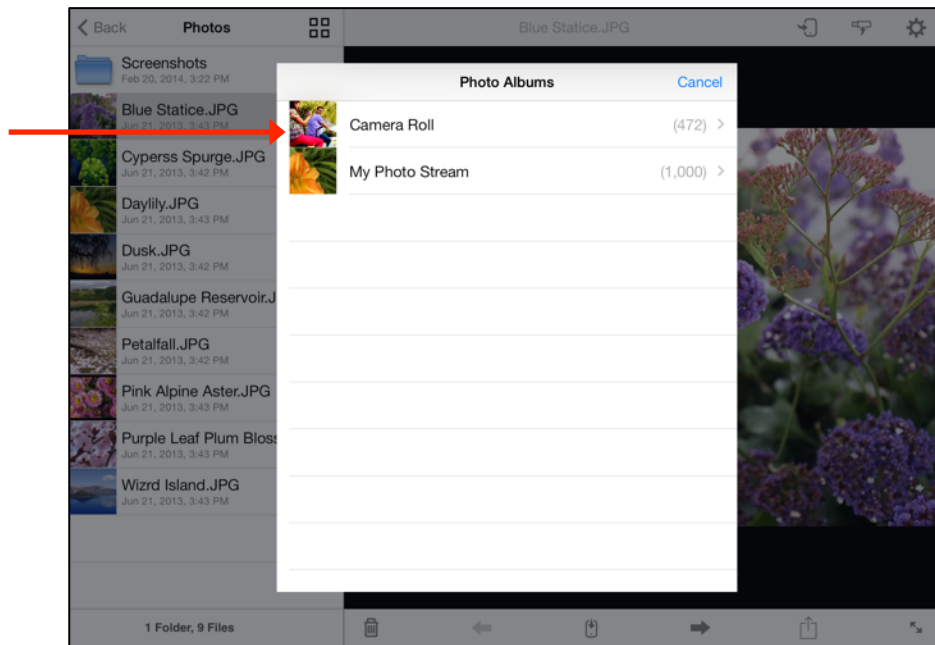 Back
Photos
Blue Statice.JPG
Screenshots
Feb 20, 2014, 3:22 PM
Blue Statice.JPG
Jun 21, 2013, 3:43 PM
Cyperss Spurge.JPG
Jun 21, 2013, 3:42 PM
Daylily.JPG
Jun 21, 2013, 3:43 PM
Dusk.JPG
Jun 21, 2013, 3:42 PM
Guadalupe Reservoir.J
Jun 21, 2013, 3:42 PM
Petalfall.JPG
Jun 21, 2013, 3:42 PM
Pink Alpine Aster.JPG
Jun 21, 2013, 3:43 PM
Purple Leaf Plum Bloss
Jun 21, 2013, 3:43 PM
Wizrd Island.JPG
Jun 21, 2013, 3:43 PM
1 Folder, 9 Files
Photo Albums
Cancel
Camera Roll (472)
My Photo Stream (1,000)